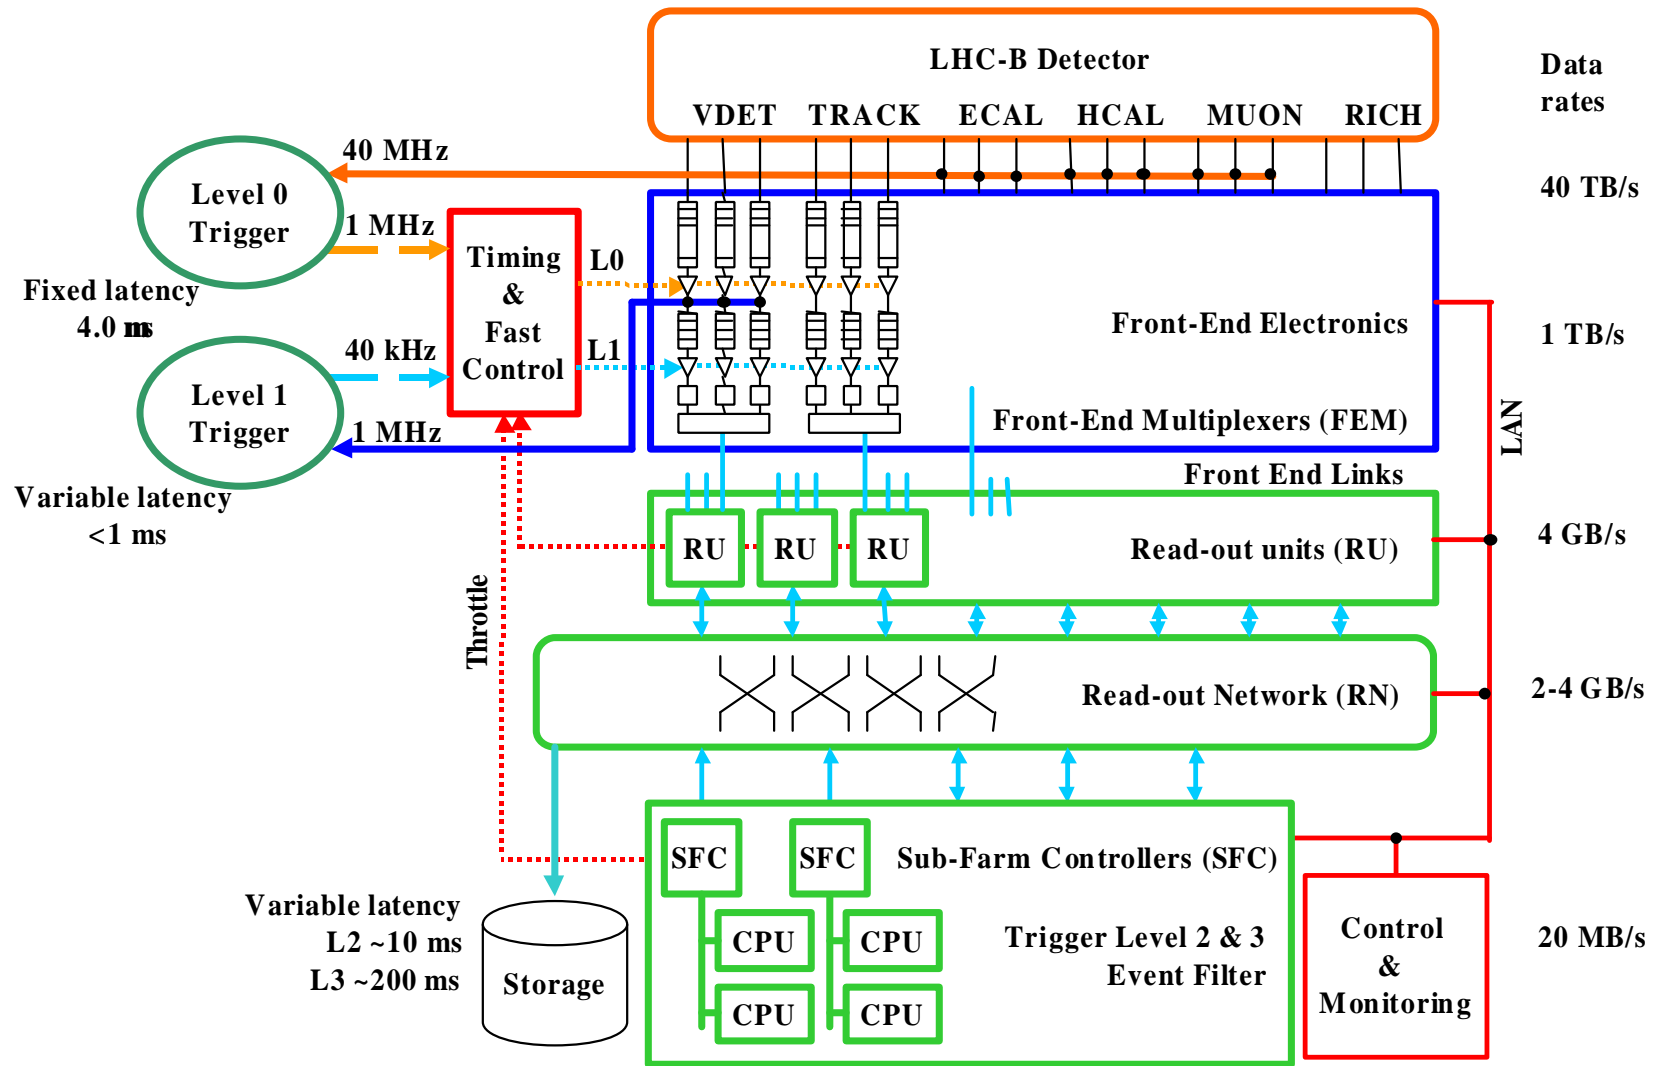 LHC-B Detector
Data
rates
VDET TRACK ECAL HCAL MUON RICH
40 MHz
40 TB/s
Level 0
Trigger
1 MHz
Timing
&
Fast
Control
L0
L1
Fixed latency
4.0
Front-End Electronics
1 TB/s
40 kHz
Level 1
Trigger
1 MHz
Front-End Multiplexers (FEM)
LAN
Front End Links
Variable latency
<1 ms
RU RU RU
Read-out units (RU)
4 GB/s
Throttle
Read-out Network (RN)
2-4 GB/s
SFC SFC
Sub-Farm Controllers (SFC)
Variable latency
L2 ~10 ms
L3 ~200 ms
Storage
CPU CPU
CPU CPU
Trigger Level 2 & 3
Event Filter
Control
&
Monitoring
20 MB/s